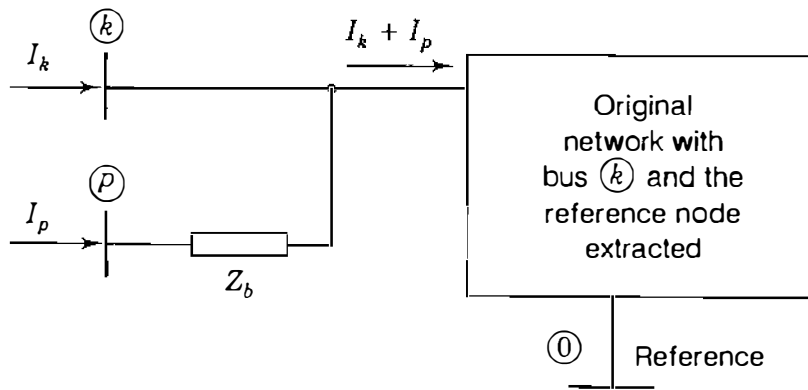 k
I_k + I_p
I_k
Original
network with
bus k and the
reference node
extracted
p
I_p
Z_b
0
Reference